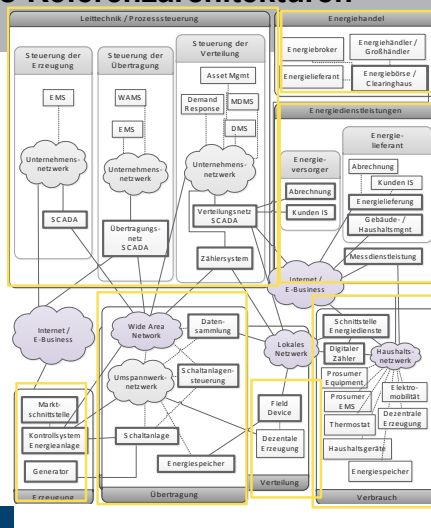 Referenzarchitekturen
Leittechnik / Prozesssteuerung
Energiehandel
Steuerung der
Erzeugung
Steuerung der
Übertragung
Steuerung der
Verteilung
Energiebroker
Energiehändler /
Großhändler
Energielieferant
Energiebörse /
Clearinghaus
Asset Mgmt
EMS
WAMS
Demand
Response
MDMS
EMS
DMS
Energiedienstleistungen
Energie-
versorger
Energie-
lieferant
Unternehmens-
netzwerk
Unternehmens-
netzwerk
Unternehmens-
netzwerk
Abrechnung
Kunden IS
Abrechnung
Kunden IS
Energielieferung
Gebäude- /
Haushaltsmgnt
Messdienstleistung
SCADA
Übertragungs-
netz
SCADA
Verteilungsnetz
SCADA
Zählersystem
Internet /
E-Business
Internet /
E-Business
Wide Area
Network
Daten-
sammlung
Lokales
Netzwerk
Schnittstelle
Energiedienste
Digitaler
Zähler
Haushalts-
netzwerk
Umspannwerk-
netzwerk
Schaltanlagen-
steuerung
Prosumer
Equipment
Prosumer
EMS
Elektro-
mobilität
Dezentrale
Erzeugung
Thermostat
Haushaltsgeräte
Energiespeicher
Markt-
schnittstelle
Kontrollsystem
Energieanlage
Generator
Schaltanlage
Energiespeicher
Field
Device
Dezentale
Erzeugung
Erzeugung
Übertragung
Verteilung
Verbrauch